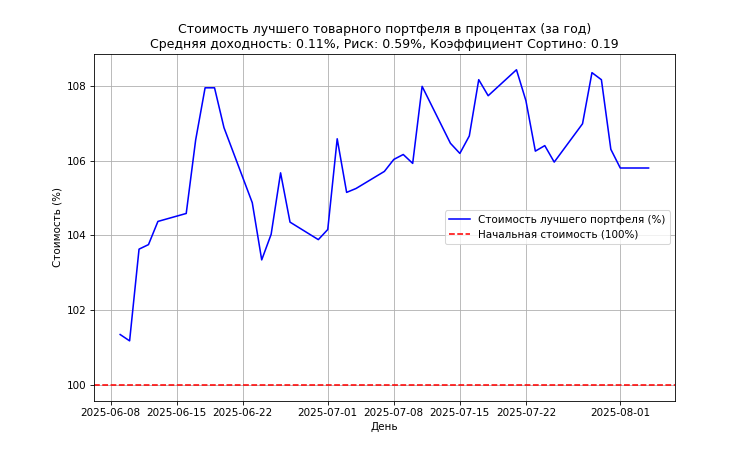 Стоимость лучшего товарного портфеля в процентах (за год)
Средняя доходность: 0.11%, Риск: 0.59%, Коэффициент Сортино: 0.19
Стоимость (%)
108
106
104
102
100
Стоимость лучшего портфеля (%)
Начальная стоимость (100%)
2025-06-08
2025-06-15
2025-06-22
2025-07-01
2025-07-08
2025-07-15
2025-07-22
2025-08-01
День